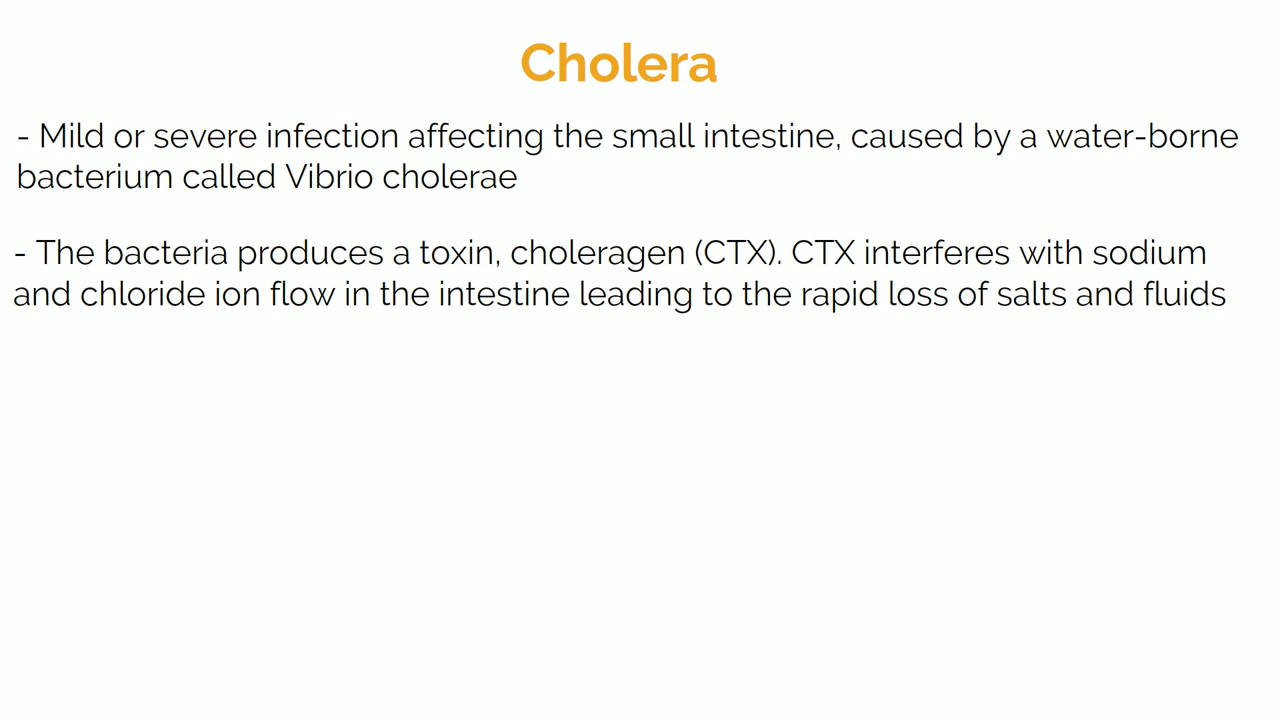 Cholera
- Mild or severe infection affecting the small intestine, caused by a water-borne
bacterium called Vibrio cholerae
- The bacteria produces a toxin, choleragen (CTX). CTX interferes with sodium
and chloride ion flow in the intestine leading to the rapid loss of salts and fluids